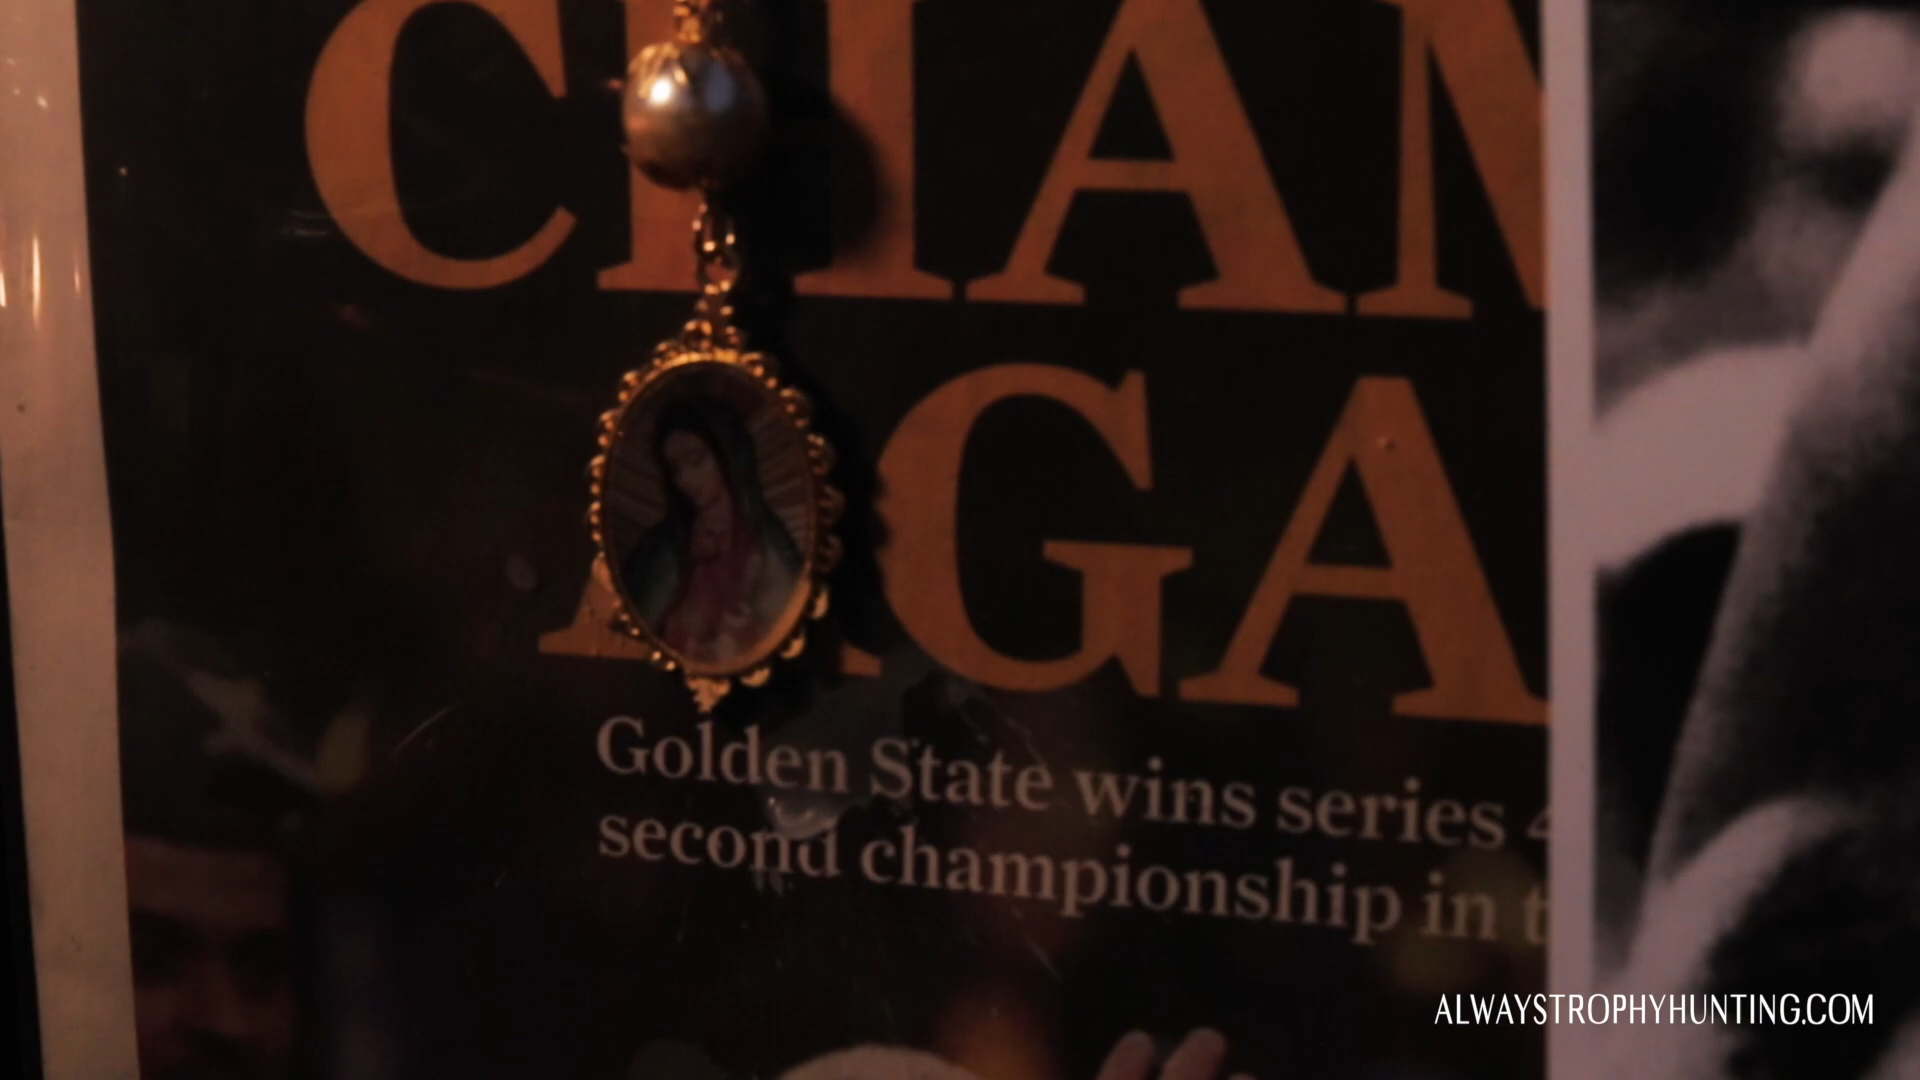 CHAM
AGA
Golden State wins series 4
second championship in t
ALWAYSTROPHYHUNTING.COM